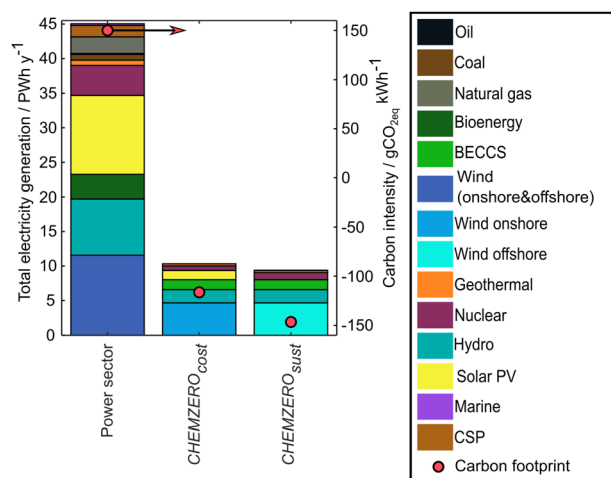 Total electricity generation / PWh y-1
45
40
35
30
25
20
15
10
5
0
150
100
50
0
-50
-100
-150
Carbon intensity / gCO2eq kWh-1
Power sector
CHEMZEROcost
CHEMZEROsust
Oil
Coal
Natural gas
Bioenergy
BECCS
Wind
(onshore&offshore)
Wind onshore
Wind offshore
Geothermal
Nuclear
Hydro
Solar PV
Marine
CSP
Carbon footprint